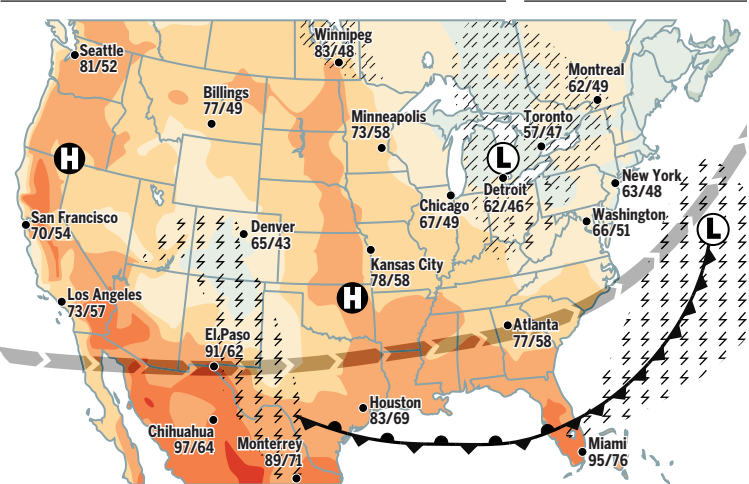 Winnipeg
83/48
Seattle
81/52
Montreal
62/49
Billings
77/49
Minneapolis
73/58
Toronto
57/47
H
L
Detroit
62/46
New York
63/48
Chicago
67/49
Washington
66/51
San Francisco
70/54
Denver
65/43
L
Kansas City
78/58
Los Angeles
73/57
H
El Paso
91/62
Atlanta
77/58
Houston
83/69
Chihuahua
97/64
Monterrey
89/71
Miami
95/76